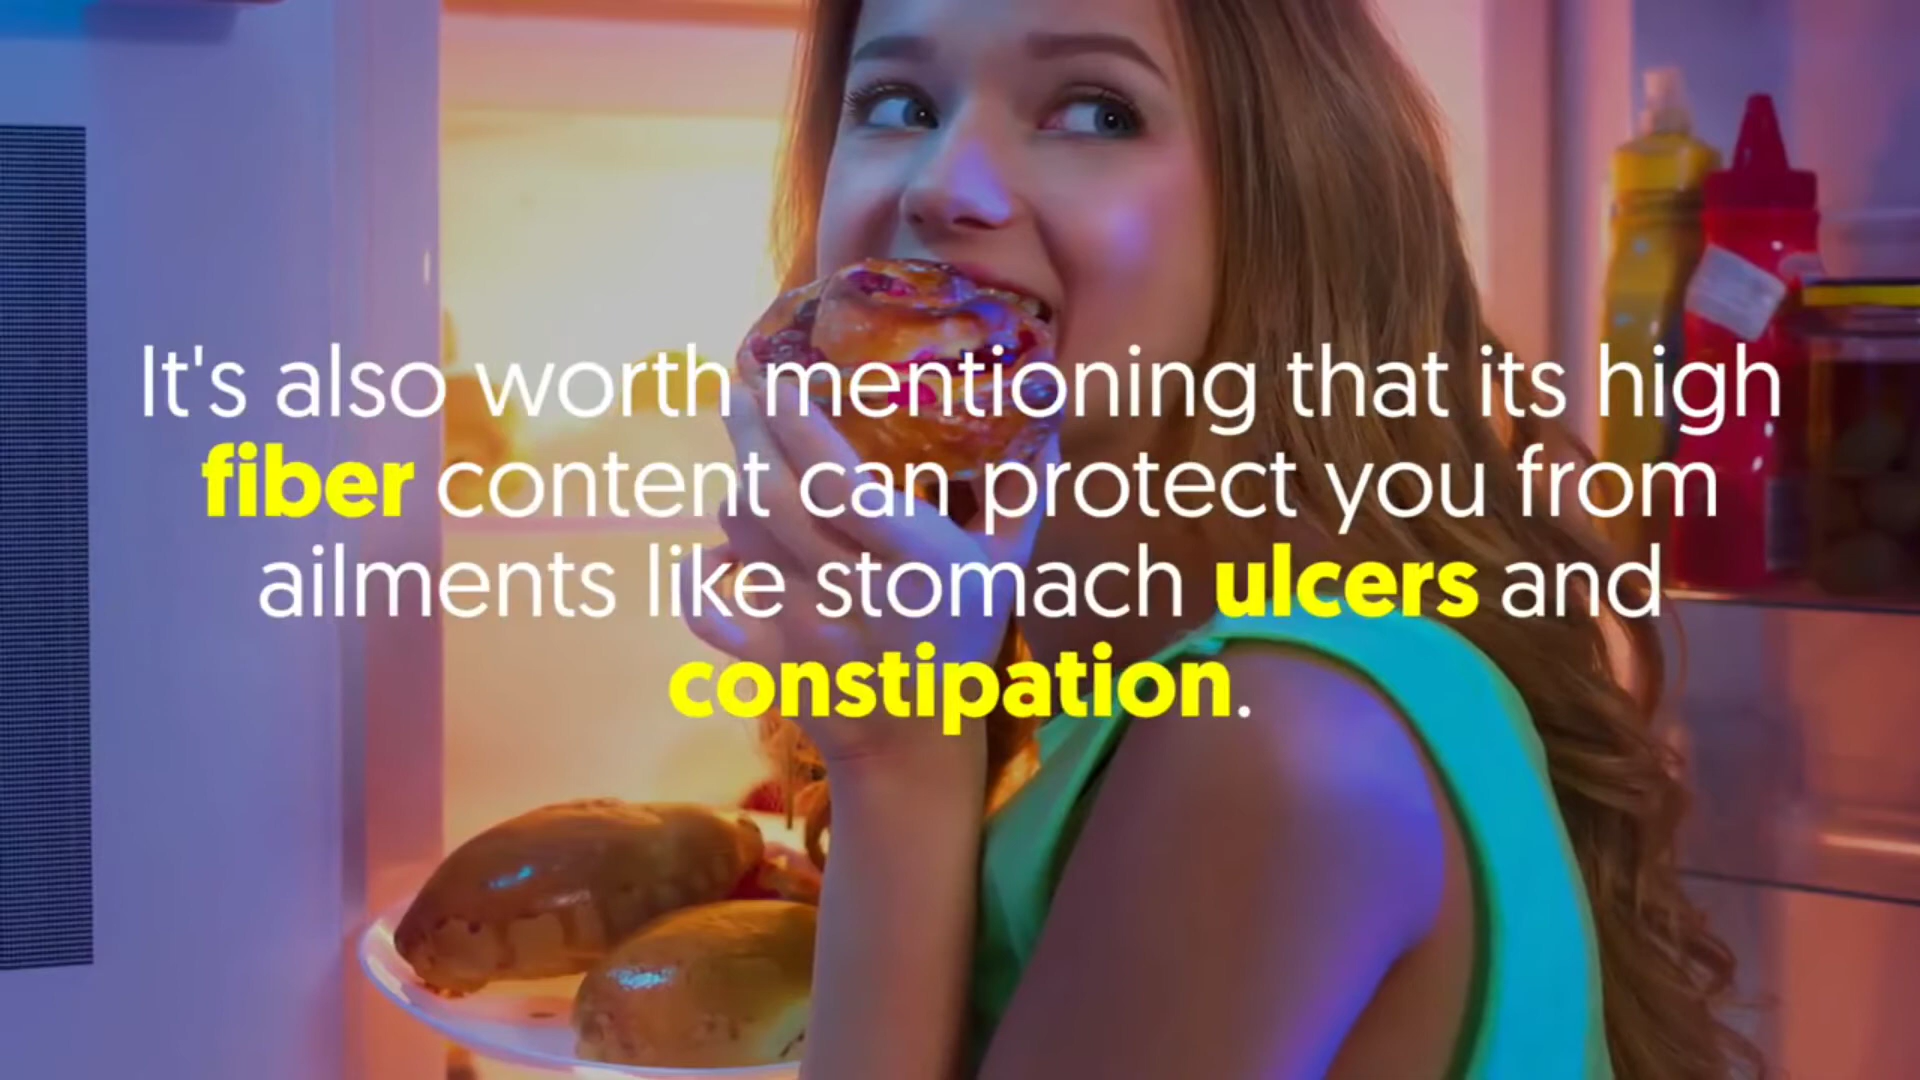 It's also worth mentioning that its high
fiber content can protect you from
ailments like stomach ulcers and
constipation.